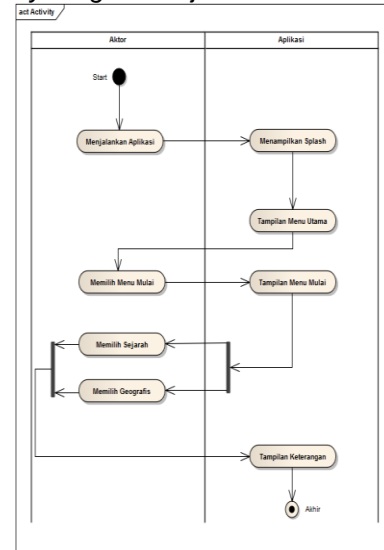 act Activity
Aktor
Aplikasi
Start
Menjalankan Aplikasi
Menampilkan Splash
Tampilan Menu Utama
Memilih Menu Mulai
Tampilan Menu Mulai
Memilih Sejarah
Memilih Geografis
Tampilan Keterangan
Akhir